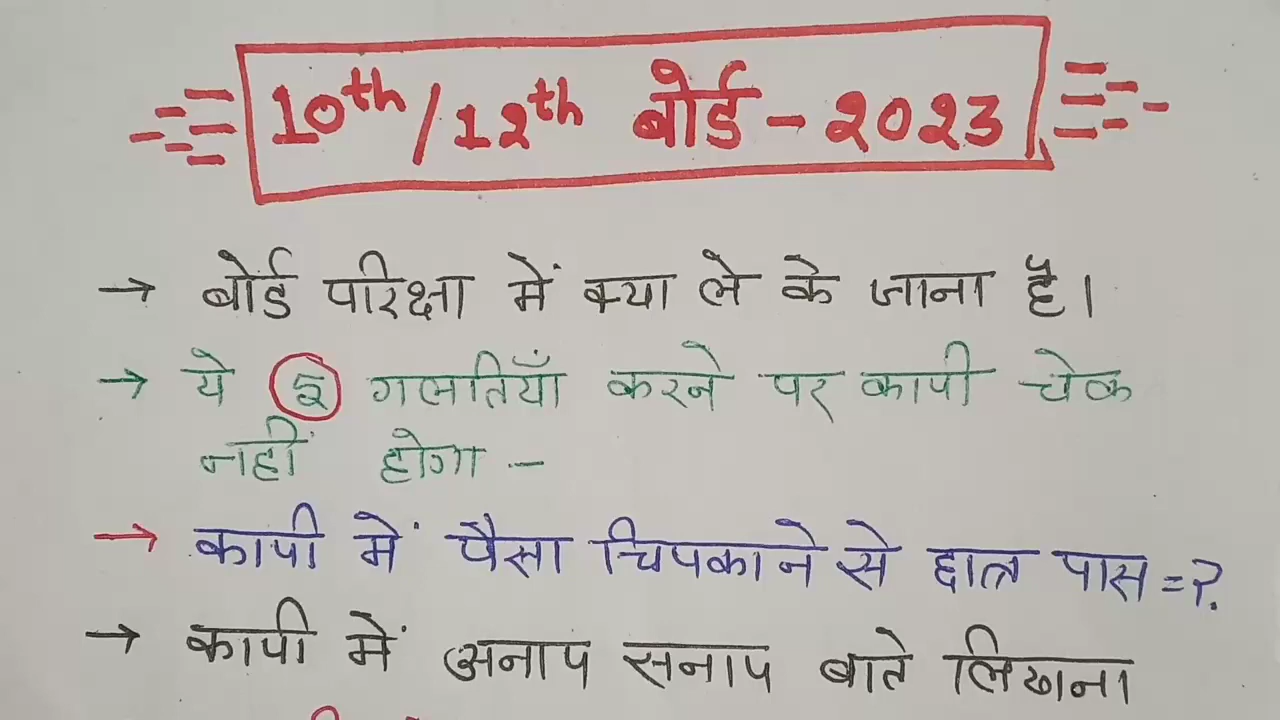 10th/12th बोर्ड - 2023
→ बोर्ड परिक्षा में क्या ले के जाना है।
→ ये 5 गलतियाँ करने पर कापी चेक
नहीं होगा -
→ कापी में पैसा चिपकाने से छात्र पास = ?
→ कापी में अनाप सनाप बाते लिखना